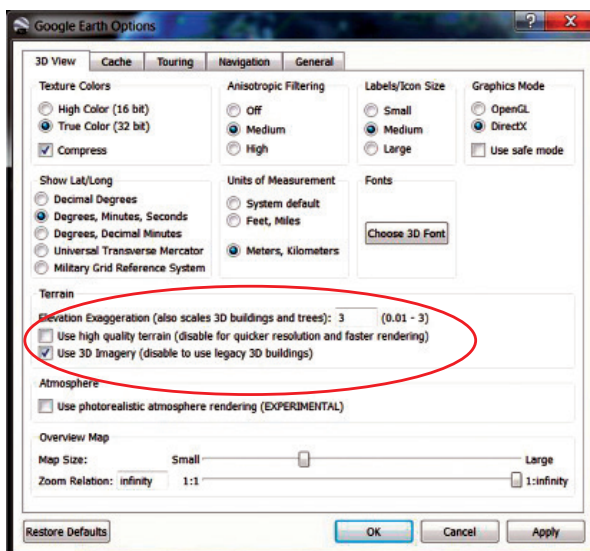 Google Earth Options
3D View Cache Touring Navigation General
Texture Colors
High Color (16 bit)
True Color (32 bit)
Compress
Anisotropic Filtering
Off
Medium
High
Labels/Icon Size
Small
Medium
Large
Graphics Mode
OpenGL
DirectX
Use safe mode
Show Lat/Long
Decimal Degrees
Degrees, Minutes, Seconds
Degrees, Decimal Minutes
Universal Transverse Mercator
Military Grid Reference System
Units of Measurement
System default
Feet, Miles
Meters, Kilometers
Fonts
Choose 3D Font
Terrain
Elevation Exaggeration (also scales 3D buildings and trees): 3 (0.01 - 3)
Use high quality terrain (disable for quicker resolution and faster rendering)
Use 3D Imagery (disable to use legacy 3D buildings)
Atmosphere
Use photorealistic atmosphere rendering (EXPERIMENTAL)
Overview Map
Map Size: Small Large
Zoom Relation: infinity 1:1 1:infinity
Restore Defaults OK Cancel Apply